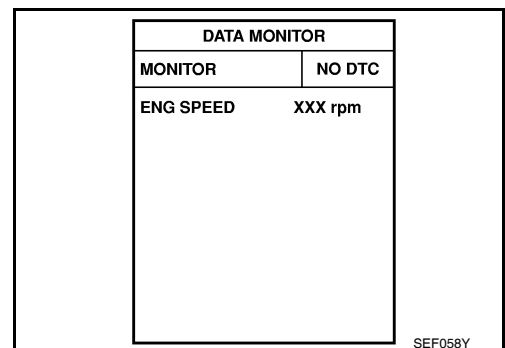 DATA MONITOR
MONITOR NO DTC
ENG SPEED XXX rpm
SEF058Y